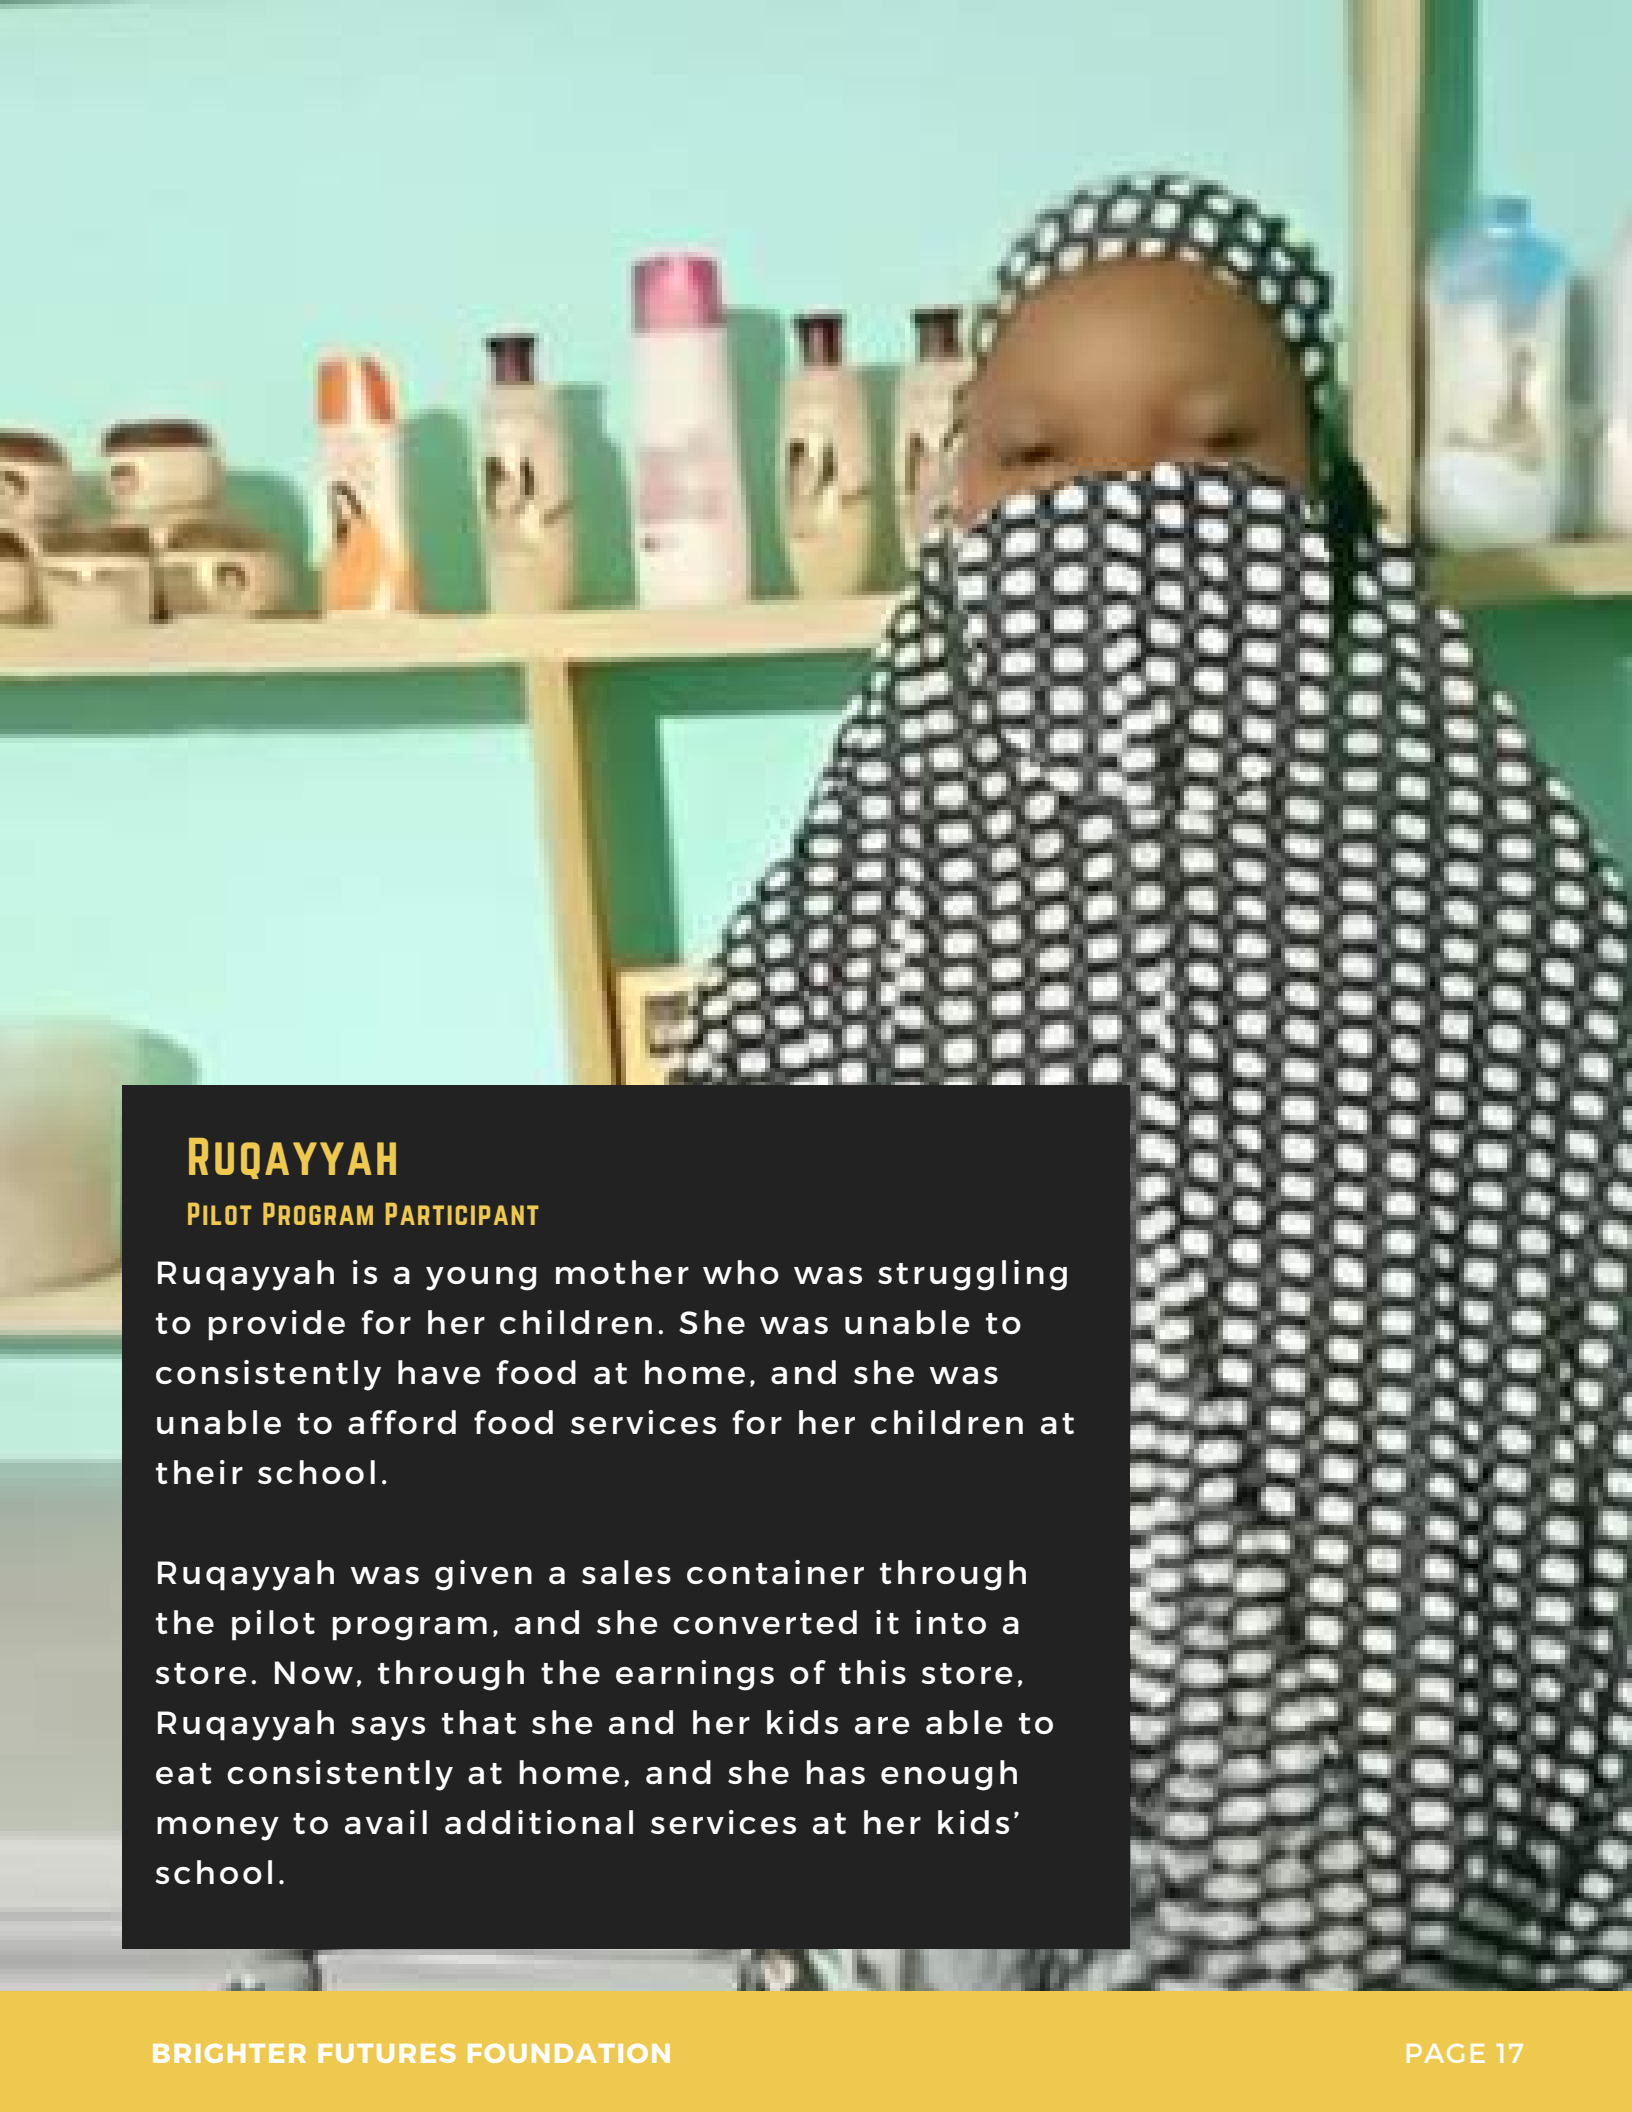 Ruqayyah
Pilot Program Participant
Ruqayyah is a young mother who was struggling
to provide for her children. She was unable to
consistently have food at home, and she was
unable to afford food services for her children at
their school.
Ruqayyah was given a sales container through
the pilot program, and she converted it into a
store. Now, through the earnings of this store,
Ruqayyah says that she and her kids are able to
eat consistently at home, and she has enough
money to avail additional services at her kids’
school.
BRIGHTER FUTURES FOUNDATION
PAGE 17